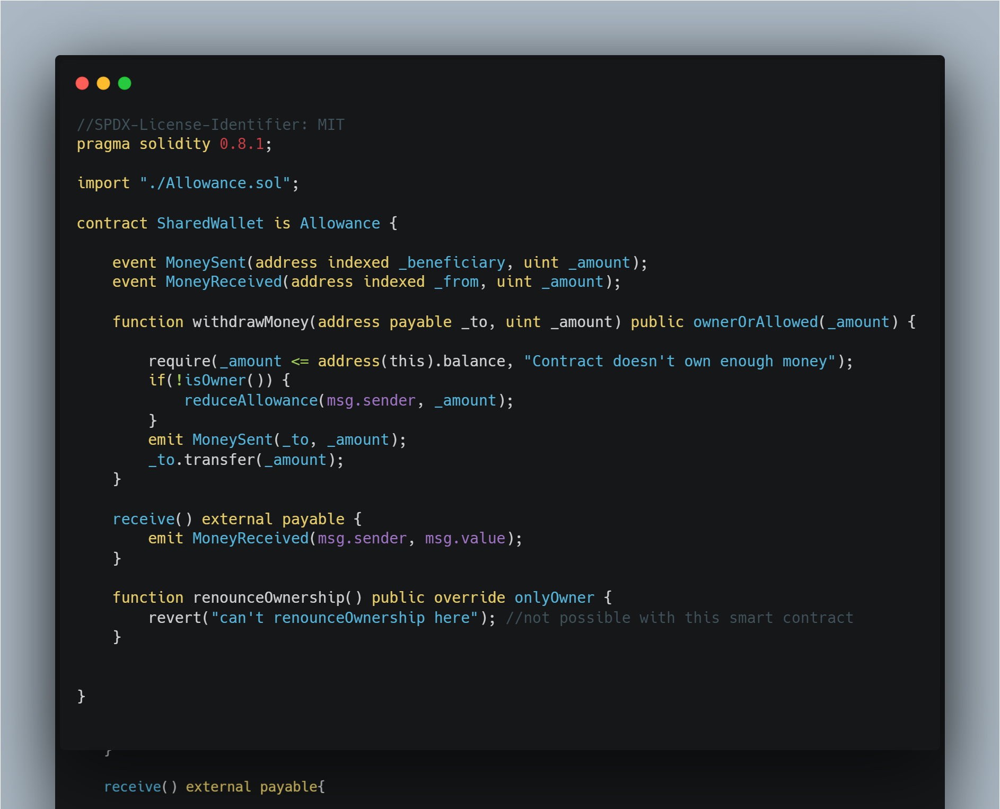 //SPDX-License-Identifier: MIT
pragma solidity 0.8.1;
import "./Allowance.sol";
contract SharedWallet is Allowance {
event MoneySent(address indexed _beneficiary, uint _amount);
event MoneyReceived(address indexed _from, uint _amount);
function withdrawMoney(address payable _to, uint _amount) public ownerOrAllowed(_amount) {
require(_amount <= address(this).balance, "Contract doesn't own enough money");
if(!isOwner()) {
reduceAllowance(msg.sender, _amount);
}
emit MoneySent(_to, _amount);
_to.transfer(_amount);
}
receive() external payable {
emit MoneyReceived(msg.sender, msg.value);
}
function renounceOwnership() public override onlyOwner {
revert("can't renounceOwnership here"); //not possible with this smart contract
}
}
}
receive() external payable{